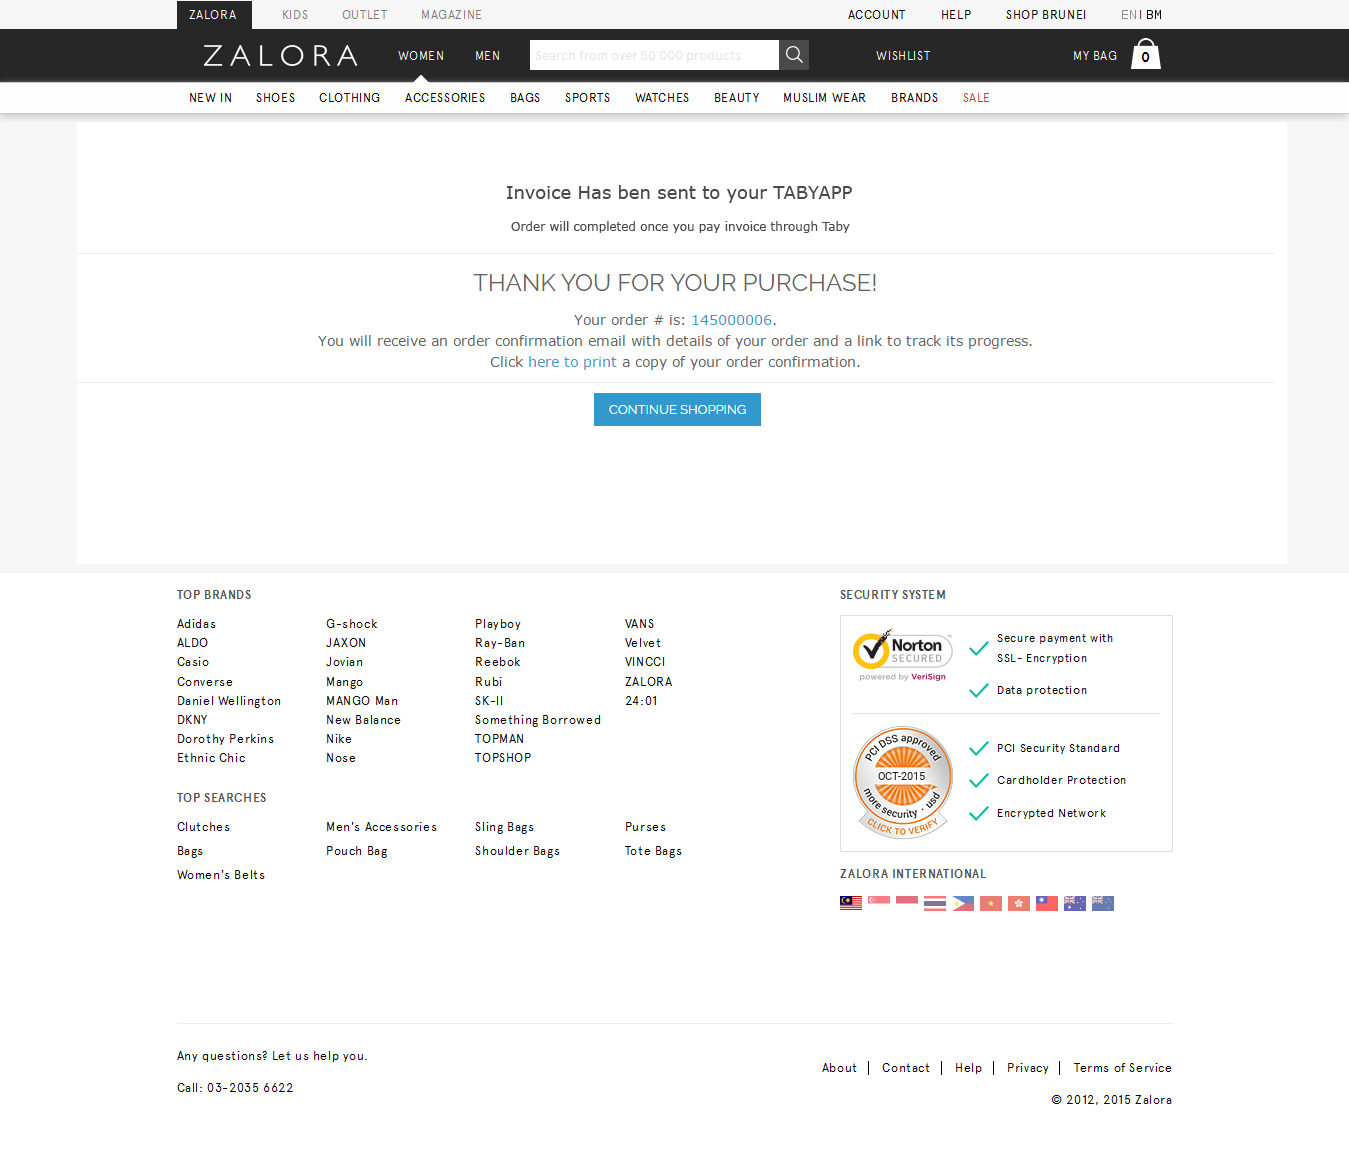 ZALORA KIDS OUTLET MAGAZINE ACCOUNT HELP SHOP BRUNEI EN | BM
ZALORA WOMEN MEN Search from over 50 000 products WISHLIST MY BAG 0
NEW IN SHOES CLOTHING ACCESSORIES BAGS SPORTS WATCHES BEAUTY MUSLIM WEAR BRANDS SALE
Invoice Has ben sent to your TABYAPP
Order will completed once you pay invoice through Taby
THANK YOU FOR YOUR PURCHASE!
Your order # is: 145000006.
You will receive an order confirmation email with details of your order and a link to track its progress.
Click here to print a copy of your order confirmation.
CONTINUE SHOPPING
TOP BRANDS
Adidas G-shock Playboy VANS
ALDO JAXON Ray-Ban Velvet
Casio Jovian Reebok VINCCI
Converse Mango Rubi ZALORA
Daniel Wellington MANGO Man SK-II 24:01
DKNY New Balance Something Borrowed
Dorothy Perkins Nike TOPMAN
Ethnic Chic Nose TOPSHOP
TOP SEARCHES
Clutches Men's Accessories Sling Bags Purses
Bags Pouch Bag Shoulder Bags Tote Bags
Women's Belts
SECURITY SYSTEM
Norton
SECURED
powered by VeriSign
Secure payment with
SSL- Encryption
Data protection
PCI DSS approved
OCT-2015
more security · usd
CLICK TO VERIFY
PCI Security Standard
Cardholder Protection
Encrypted Network
ZALORA INTERNATIONAL
Any questions? Let us help you.
Call: 03-2035 6622
About | Contact | Help | Privacy | Terms of Service
© 2012, 2015 Zalora